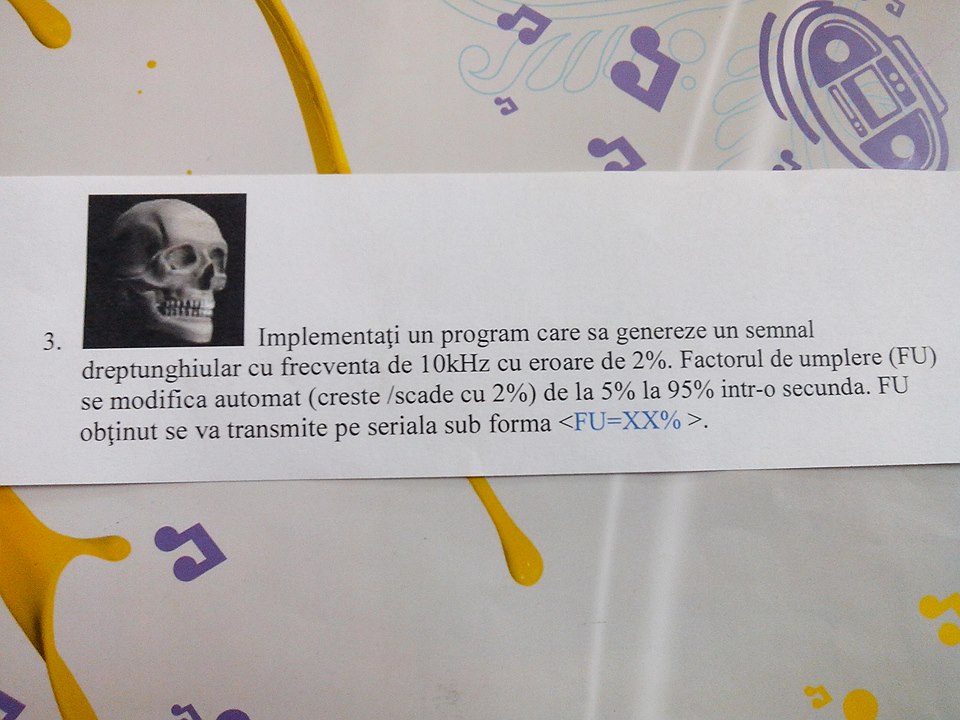 3. Implementaţi un program care sa genereze un semnal
dreptunghiular cu frecventa de 10kHz cu eroare de 2%. Factorul de umplere (FU)
se modifica automat (creste /scade cu 2%) de la 5% la 95% intr-o secunda. FU
obţinut se va transmite pe seriala sub forma <FU=XX% >.